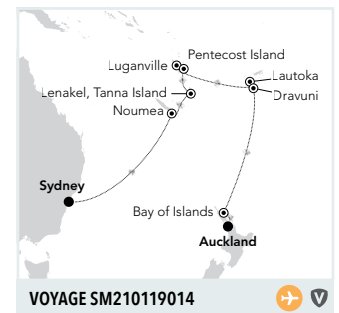 Pentecost Island
Luganville
Lautoka
Dravuni
Lenakel, Tanna Island
Noumea
Sydney
Bay of Islands
Auckland
VOYAGE SM210119014
V